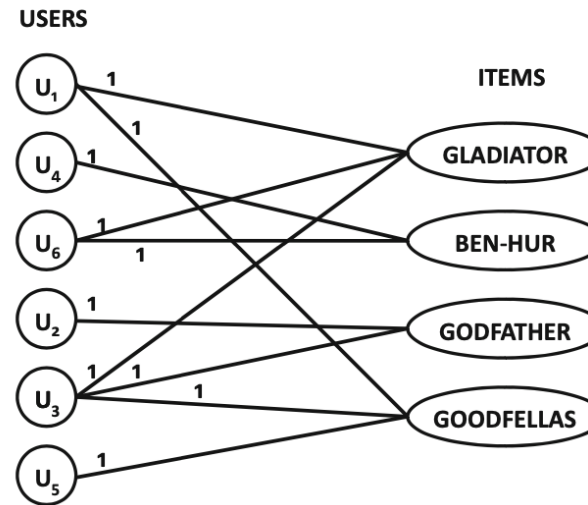 USERS
ITEMS
U1
1
1
GLADIATOR
U4
1
BEN-HUR
U6
1
1
U2
1
GODFATHER
U3
1
1
1
GOODFELLAS
U5
1